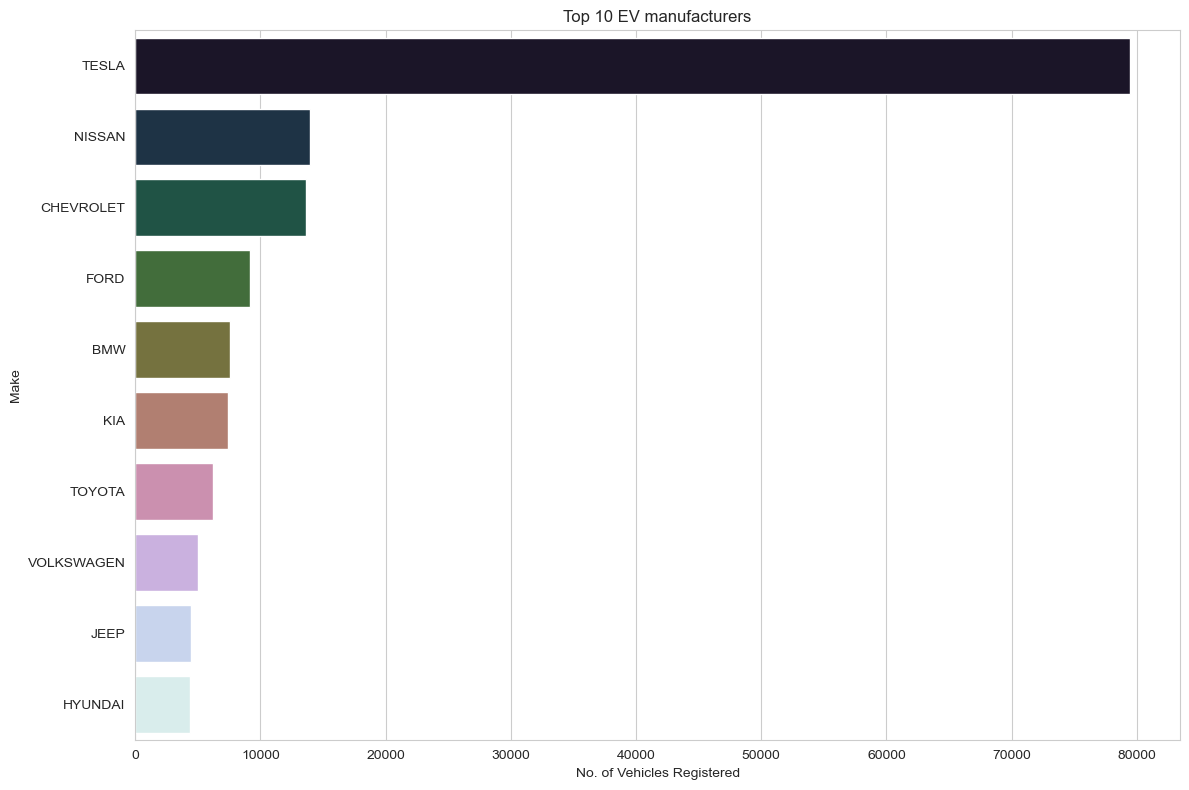 Top 10 EV manufacturers
TESLA
NISSAN
CHEVROLET
FORD
BMW
KIA
TOYOTA
VOLKSWAGEN
JEEP
HYUNDAI
Make
0 10000 20000 30000 40000 50000 60000 70000 80000
No. of Vehicles Registered